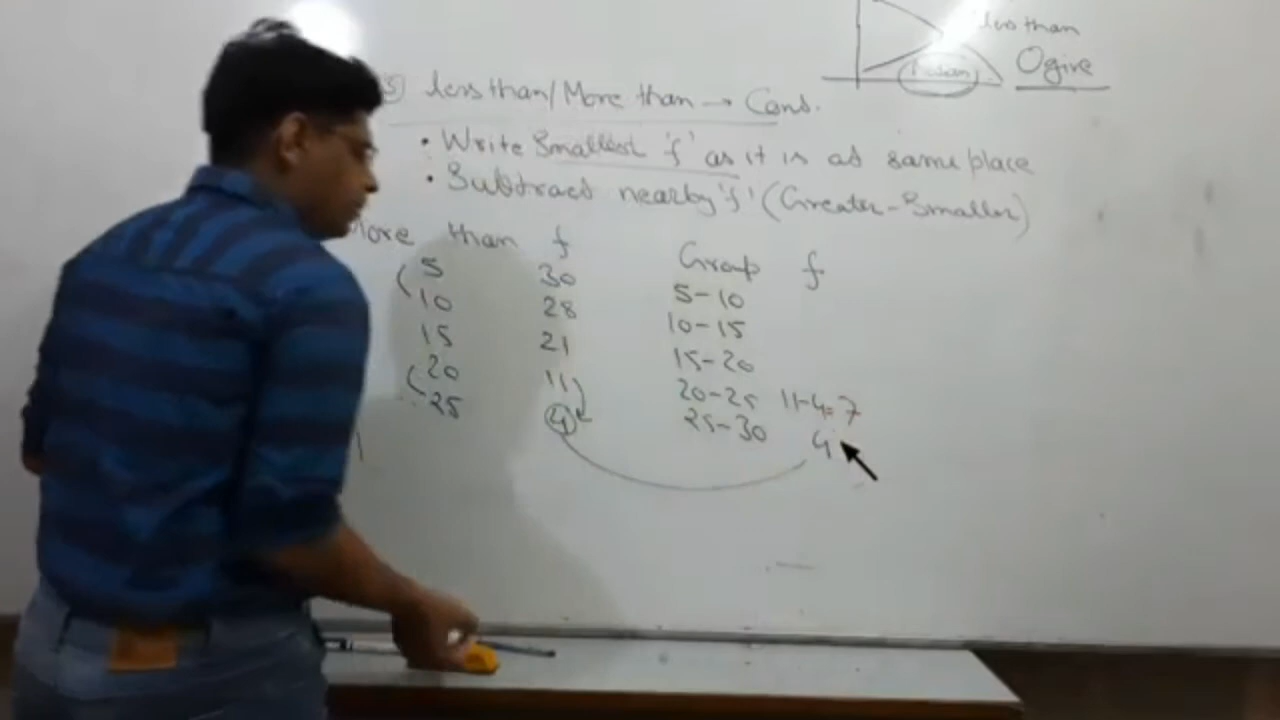 less than
Ogive
less than/More than → Cons.
• Write Smallest 'f' as it is at same place
• Subtract nearby 'f' (Greater-Smaller)
More than f Group f
5 30 5-10
10 28 10-15
15 21 15-20
20 11 20-25 11-4=7
25 4 25-30 4